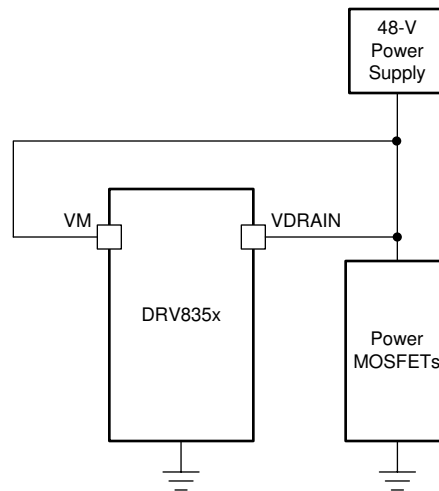 48-V
Power
Supply
VM
VDRAIN
DRV835x
Power
MOSFETs